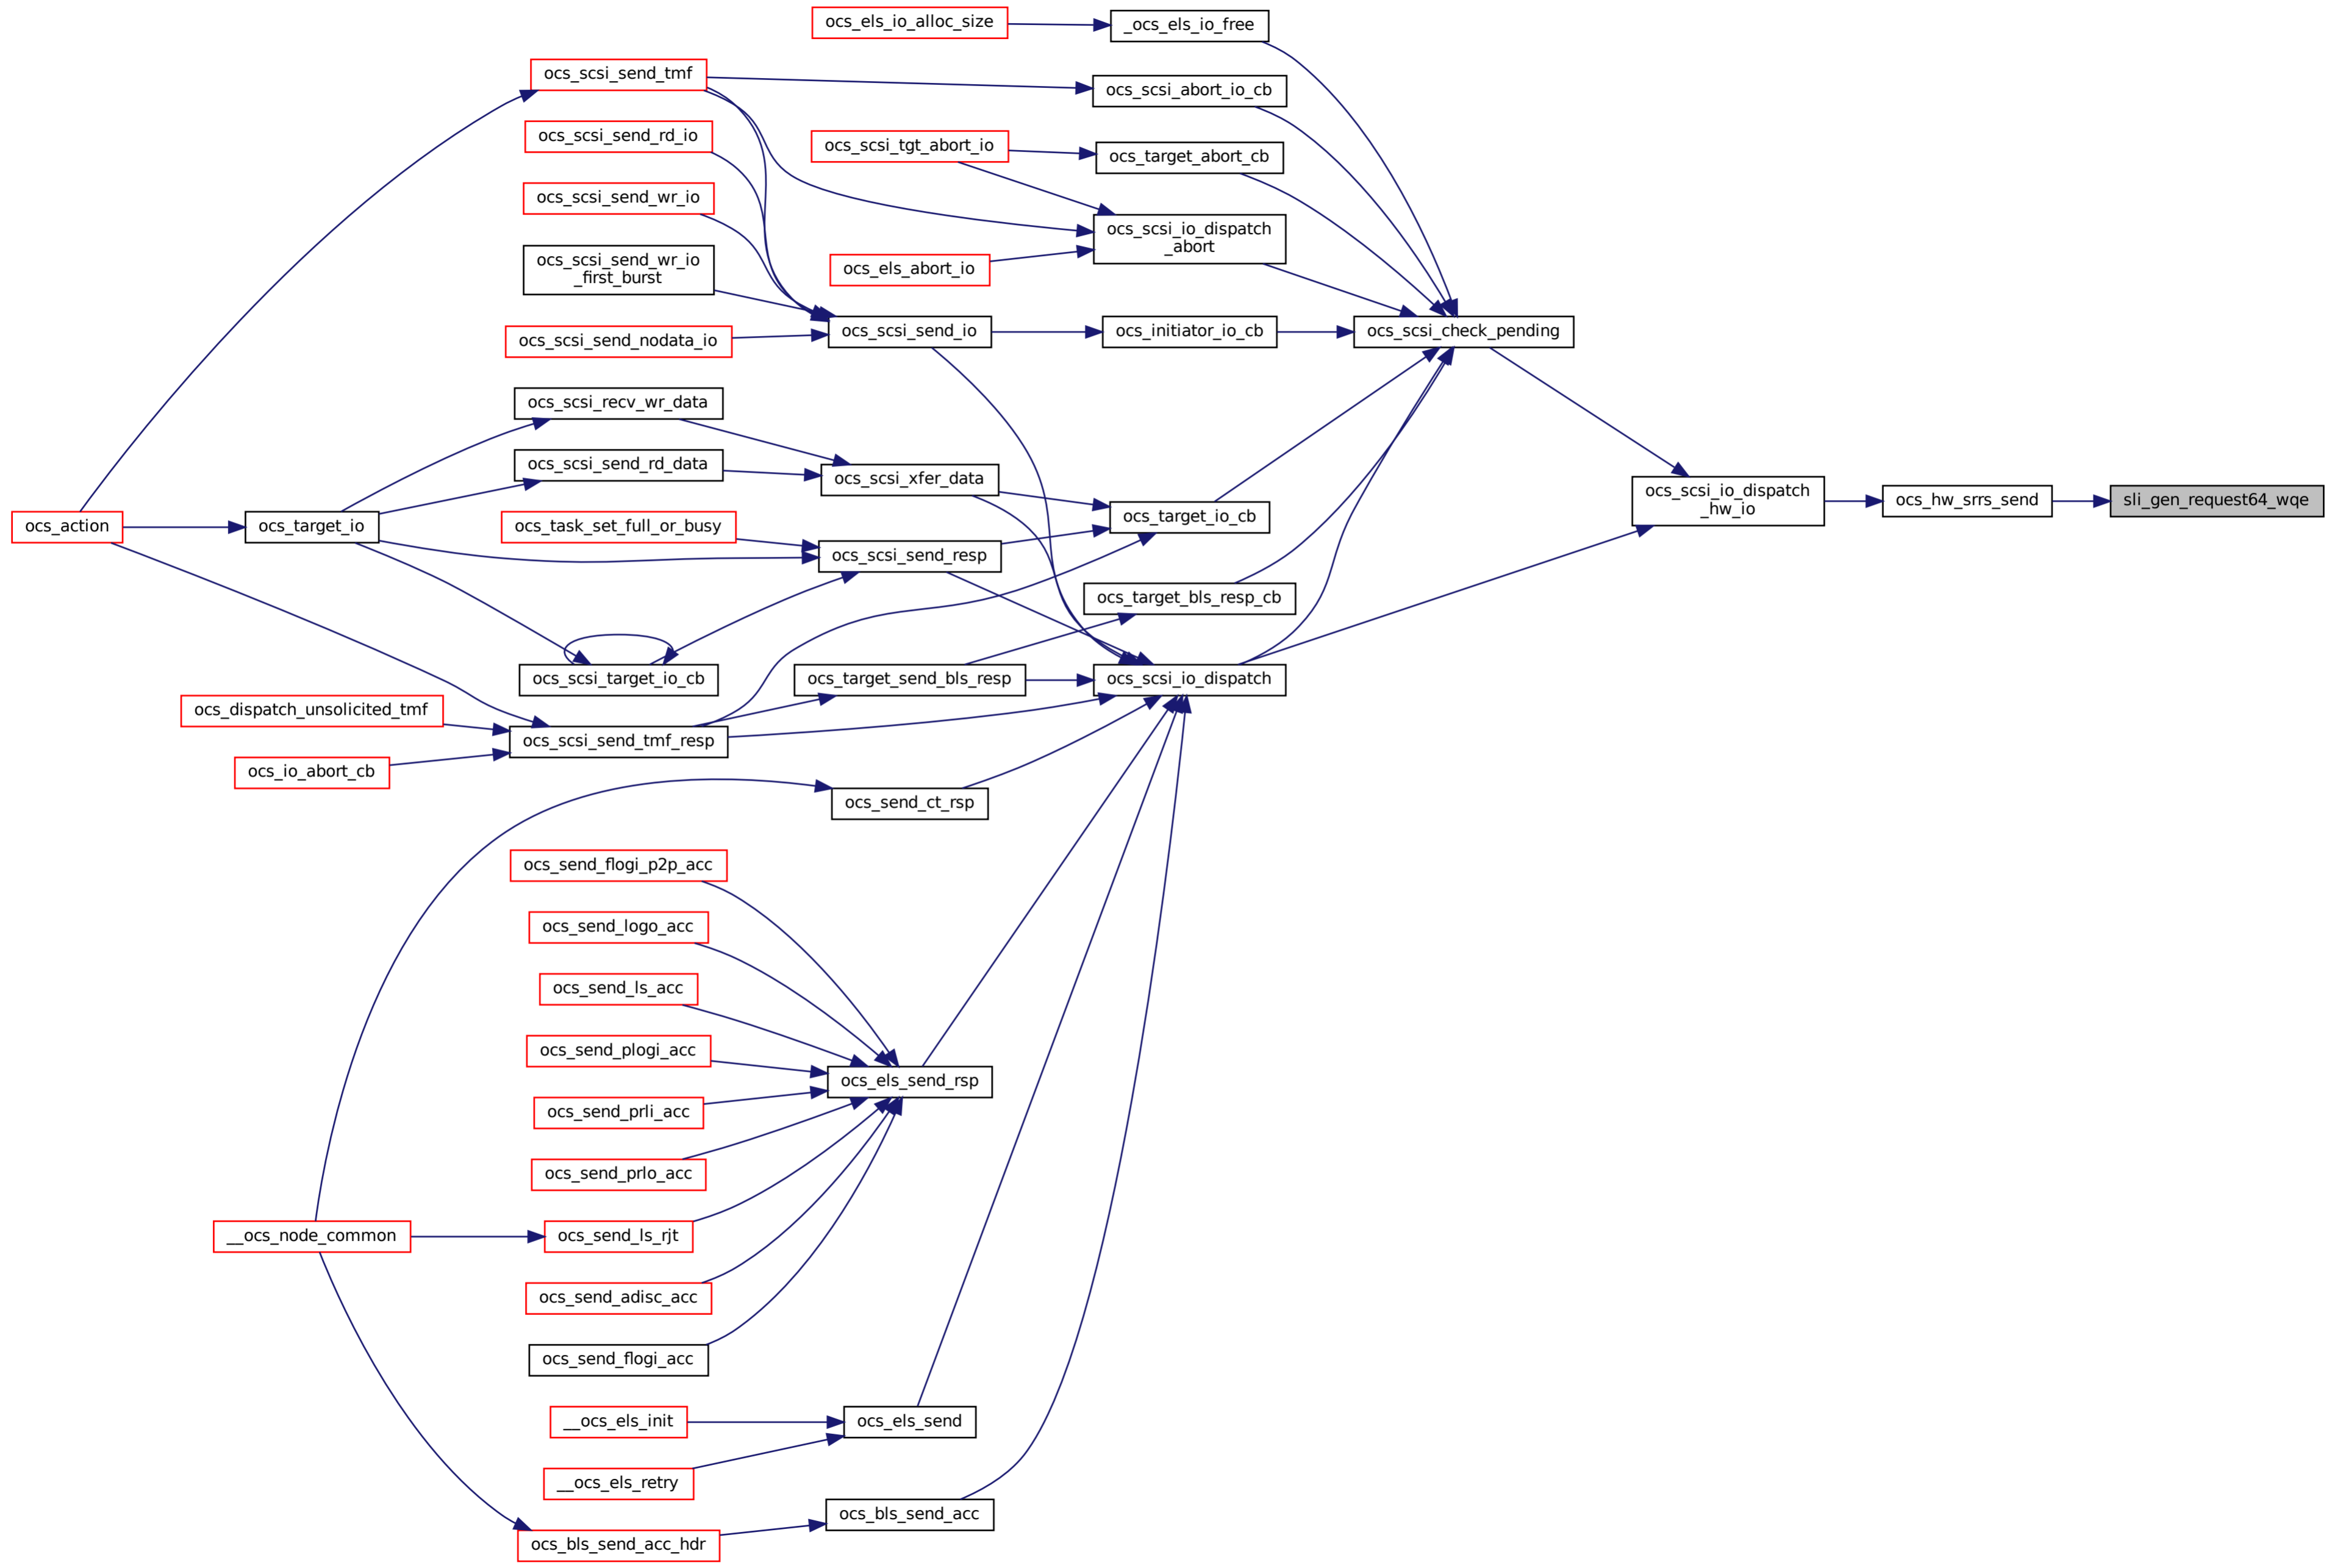 ocs_els_io_alloc_size
_ocs_els_io_free
ocs_scsi_send_tmf
ocs_scsi_abort_io_cb
ocs_scsi_send_rd_io
ocs_scsi_tgt_abort_io
ocs_target_abort_cb
ocs_scsi_send_wr_io
ocs_scsi_io_dispatch
_abort
ocs_scsi_send_wr_io
_first_burst
ocs_els_abort_io
ocs_scsi_send_nodata_io
ocs_scsi_send_io
ocs_initiator_io_cb
ocs_scsi_check_pending
ocs_scsi_recv_wr_data
ocs_scsi_send_rd_data
ocs_scsi_xfer_data
ocs_action
ocs_target_io
ocs_task_set_full_or_busy
ocs_target_io_cb
ocs_scsi_io_dispatch
_hw_io
ocs_hw_srrs_send
sli_gen_request64_wqe
ocs_scsi_send_resp
ocs_target_bls_resp_cb
ocs_scsi_target_io_cb
ocs_target_send_bls_resp
ocs_scsi_io_dispatch
ocs_dispatch_unsolicited_tmf
ocs_scsi_send_tmf_resp
ocs_io_abort_cb
ocs_send_ct_rsp
ocs_send_flogi_p2p_acc
ocs_send_logo_acc
ocs_send_ls_acc
ocs_send_plogi_acc
ocs_els_send_rsp
ocs_send_prli_acc
ocs_send_prlo_acc
__ocs_node_common
ocs_send_ls_rjt
ocs_send_adisc_acc
ocs_send_flogi_acc
__ocs_els_init
ocs_els_send
__ocs_els_retry
ocs_bls_send_acc
ocs_bls_send_acc_hdr